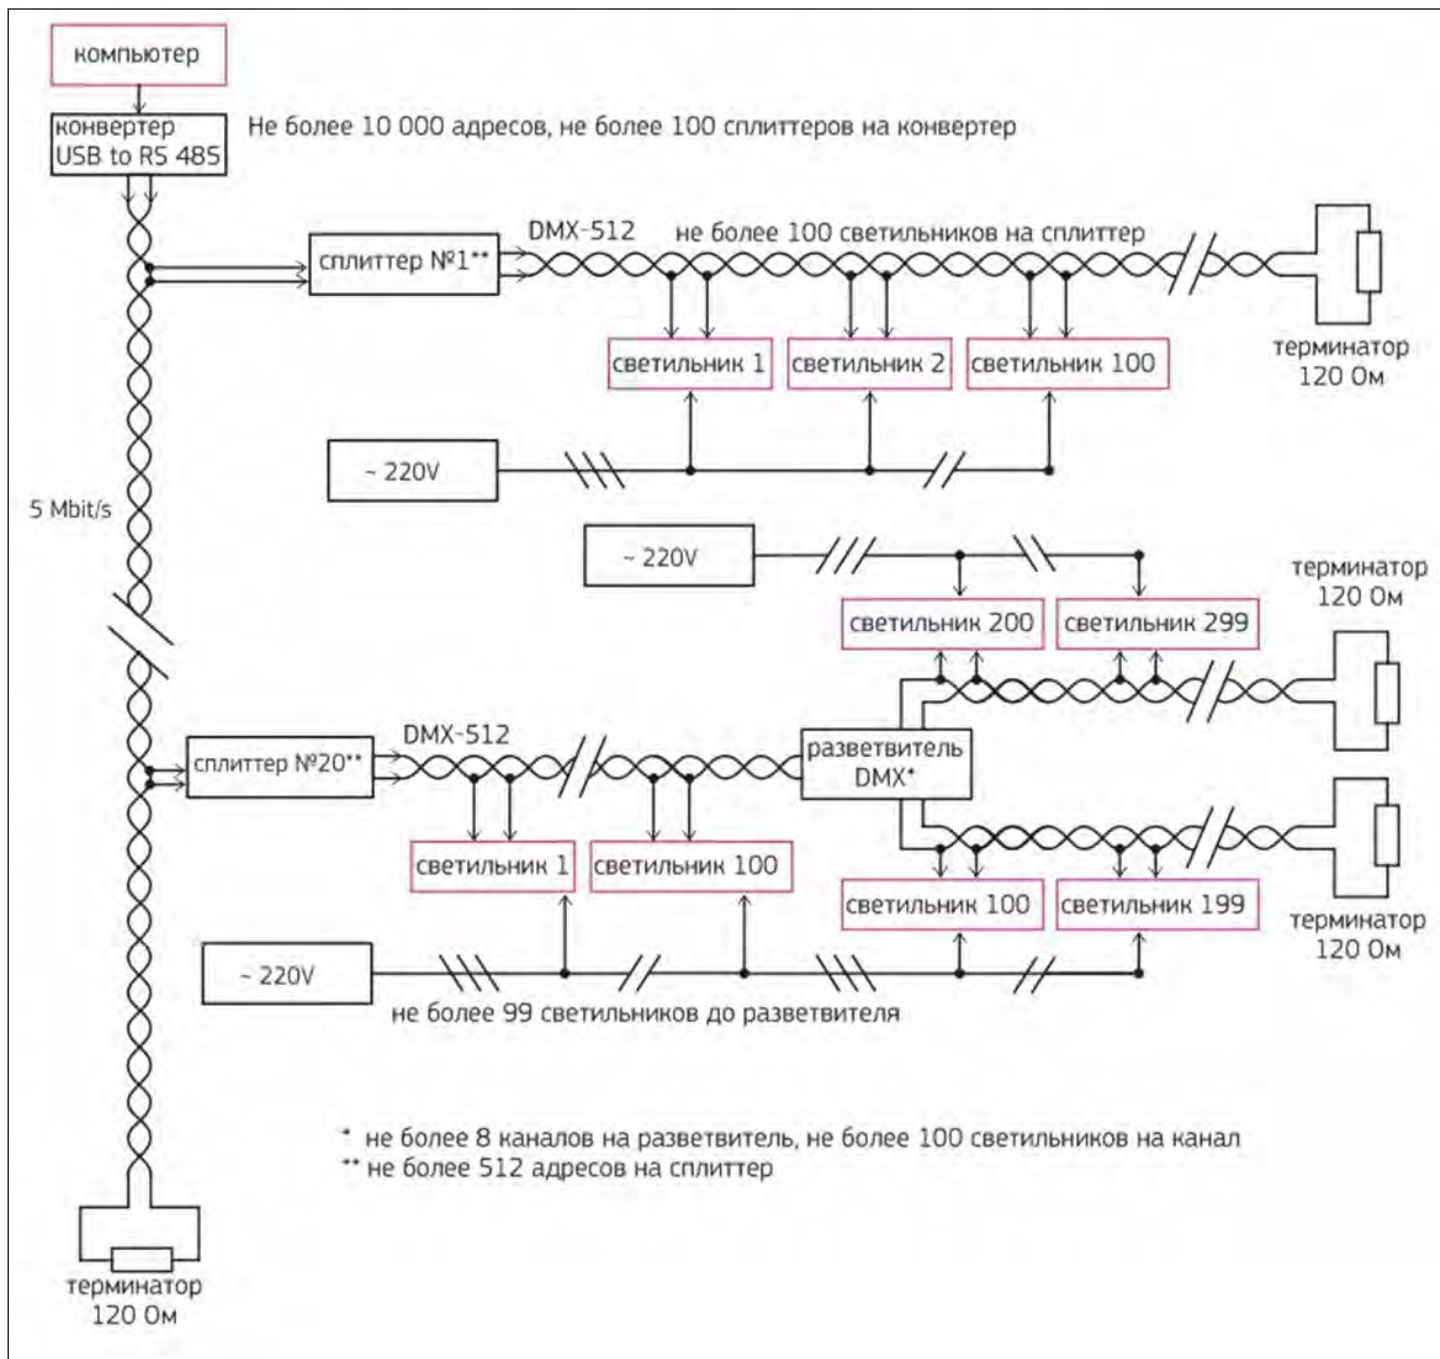 компьютер
конвертер
USB to RS 485
Не более 10 000 адресов, не более 100 сплиттеров на конвертер
сплиттер №1**
DMX-512
не более 100 светильников на сплиттер
светильник 1
светильник 2
светильник 100
терминатор
120 Ом
~ 220V
5 Mbit/s
~ 220V
терминатор
120 Ом
светильник 200
светильник 299
сплиттер №20**
DMX-512
разветвитель
DMX*
светильник 1
светильник 100
светильник 100
светильник 199
терминатор
120 Ом
~ 220V
не более 99 светильников до разветвителя
* не более 8 каналов на разветвитель, не более 100 светильников на канал
** не более 512 адресов на сплиттер
терминатор
120 Ом